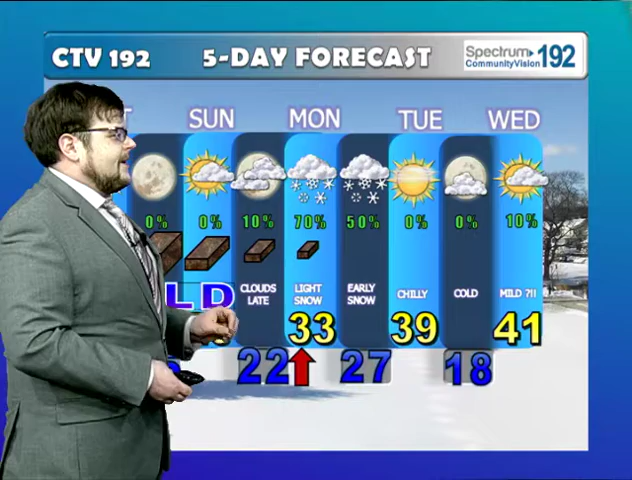 CTV 192 5-DAY FORECAST Spectrum
CommunityVision 192
T SUN MON TUE WED
0% 0% 10% 70% 50% 0% 0% 10%
LD
CLOUDS LATE
LIGHT SNOW
EARLY SNOW
CHILLY
COLD
MILD ?!!
33 39 41
22 27 18